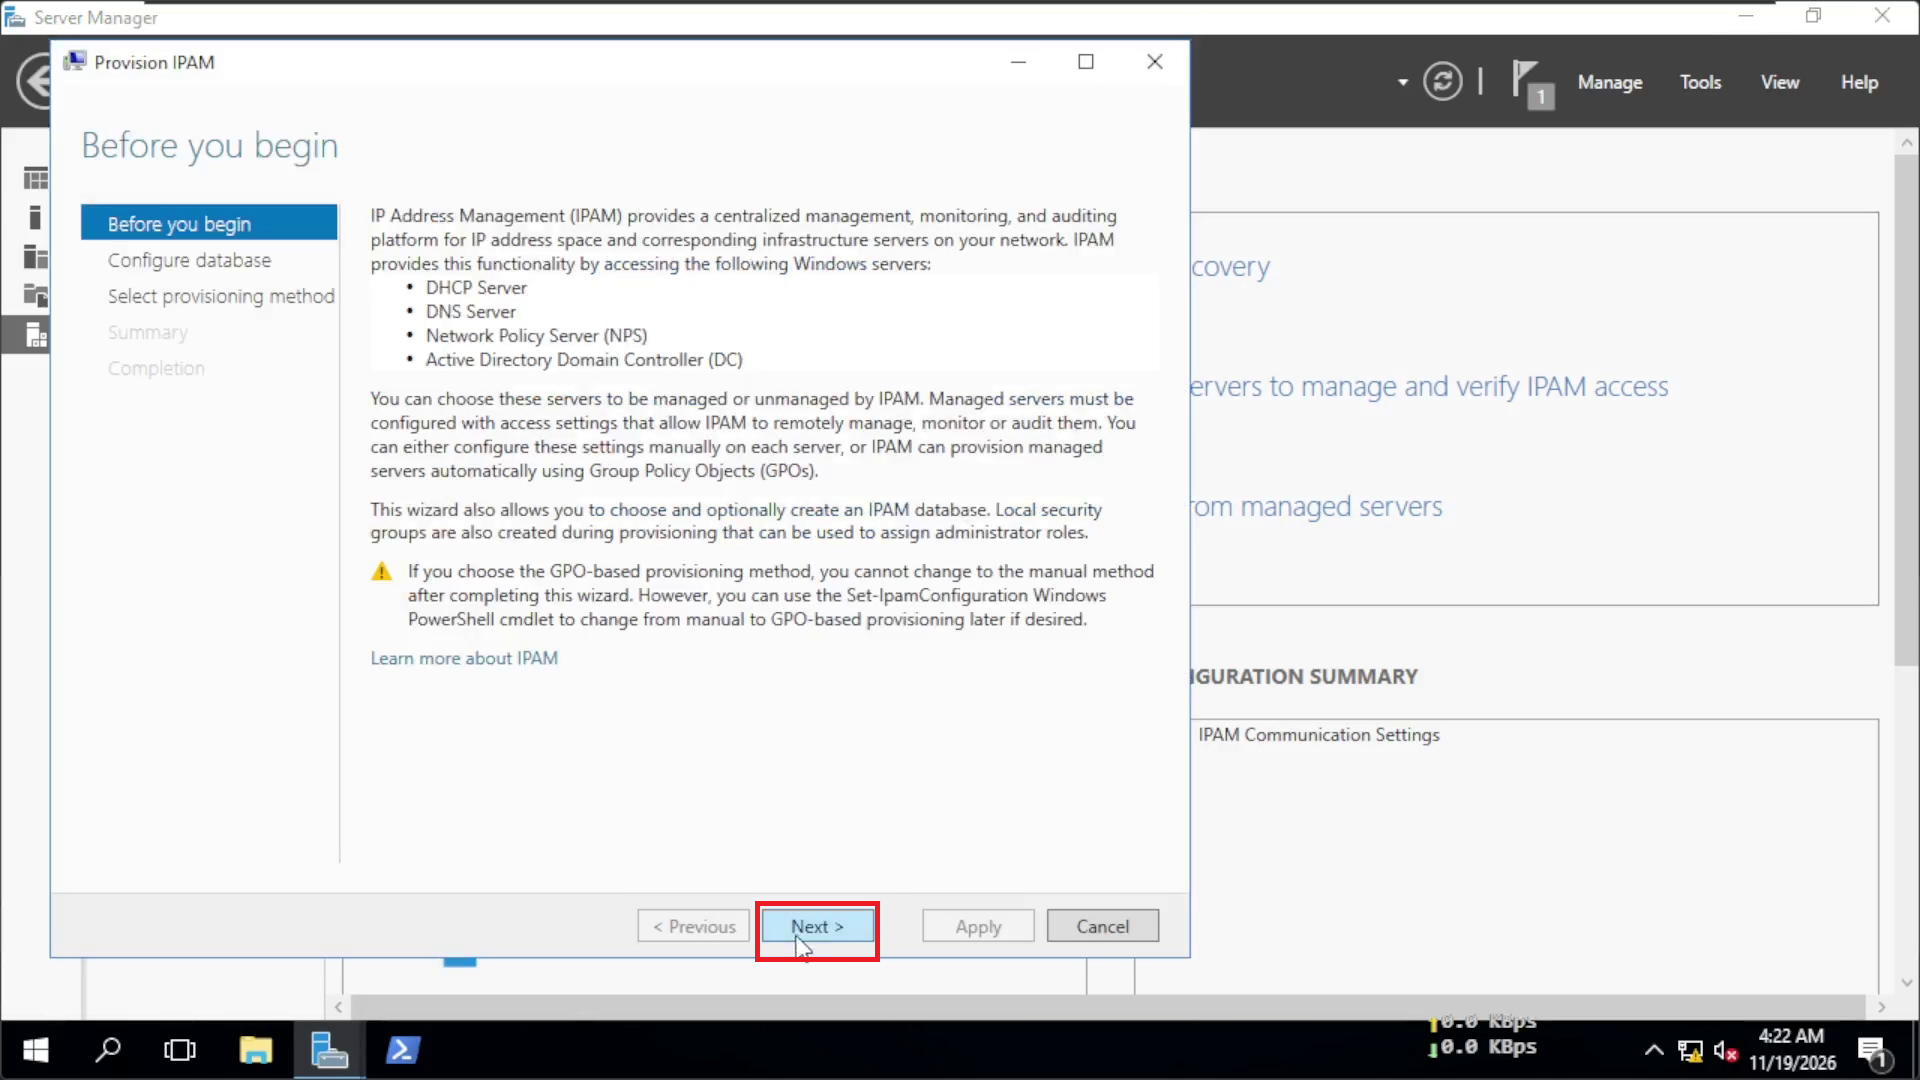 Server Manager
Provision IPAM
1
Manage
Tools
View
Help
Before you begin
Before you begin
Configure database
Select provisioning method
Summary
Completion
IP Address Management (IPAM) provides a centralized management, monitoring, and auditing
platform for IP address space and corresponding infrastructure servers on your network. IPAM
provides this functionality by accessing the following Windows servers:
• DHCP Server
• DNS Server
• Network Policy Server (NPS)
• Active Directory Domain Controller (DC)
You can choose these servers to be managed or unmanaged by IPAM. Managed servers must be
configured with access settings that allow IPAM to remotely manage, monitor or audit them. You
can either configure these settings manually on each server, or IPAM can provision managed
servers automatically using Group Policy Objects (GPOs).
This wizard also allows you to choose and optionally create an IPAM database. Local security
groups are also created during provisioning that can be used to assign administrator roles.
If you choose the GPO-based provisioning method, you cannot change to the manual method
after completing this wizard. However, you can use the Set-IpamConfiguration Windows
PowerShell cmdlet to change from manual to GPO-based provisioning later if desired.
Learn more about IPAM
< Previous
Next >
Apply
Cancel
covery
ervers to manage and verify IPAM access
rom managed servers
IGURATION SUMMARY
IPAM Communication Settings
0.0 KBps
0.0 KBps
4:22 AM
11/19/2026
1